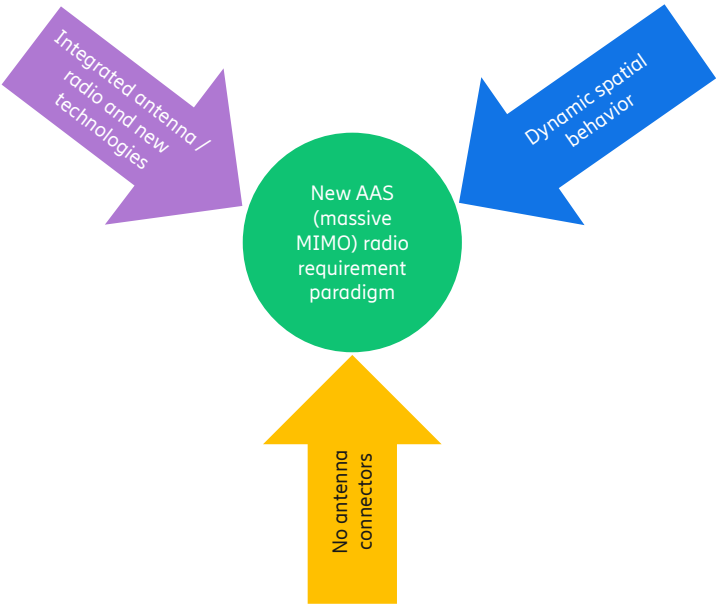 Integrated antenna /
radio and new
technologies
Dynamic spatial
behavior
New AAS
(massive
MIMO) radio
requirement
paradigm
No antenna
connectors